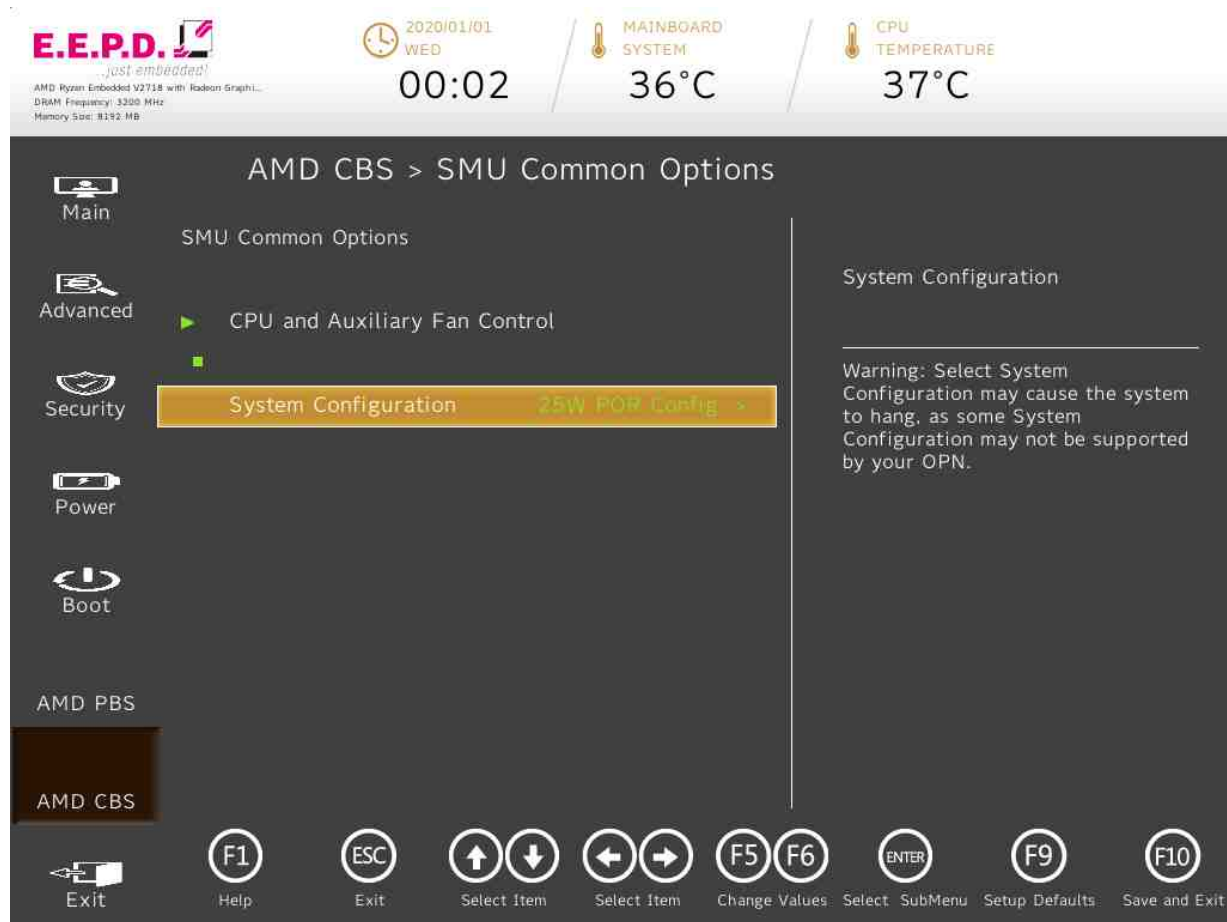 E.E.P.D.
...just embedded!
AMD Ryzen Embedded V2718 with Radeon Graphi...
DRAM Frequency: 3200 MHz
Memory Size: 8192 MB
2020/01/01
WED
00:02
MAINBOARD
SYSTEM
36°C
CPU
TEMPERATURE
37°C
AMD CBS > SMU Common Options
Main
Advanced
Security
Power
Boot
AMD PBS
AMD CBS
Exit
SMU Common Options
CPU and Auxiliary Fan Control
System Configuration 25W POR Config >
System Configuration
Warning: Select System
Configuration may cause the system
to hang, as some System
Configuration may not be supported
by your OPN.
F1
Help
ESC
Exit
Select Item
Select Item
F5 F6
Change Values
ENTER
Select SubMenu
F9
Setup Defaults
F10
Save and Exit